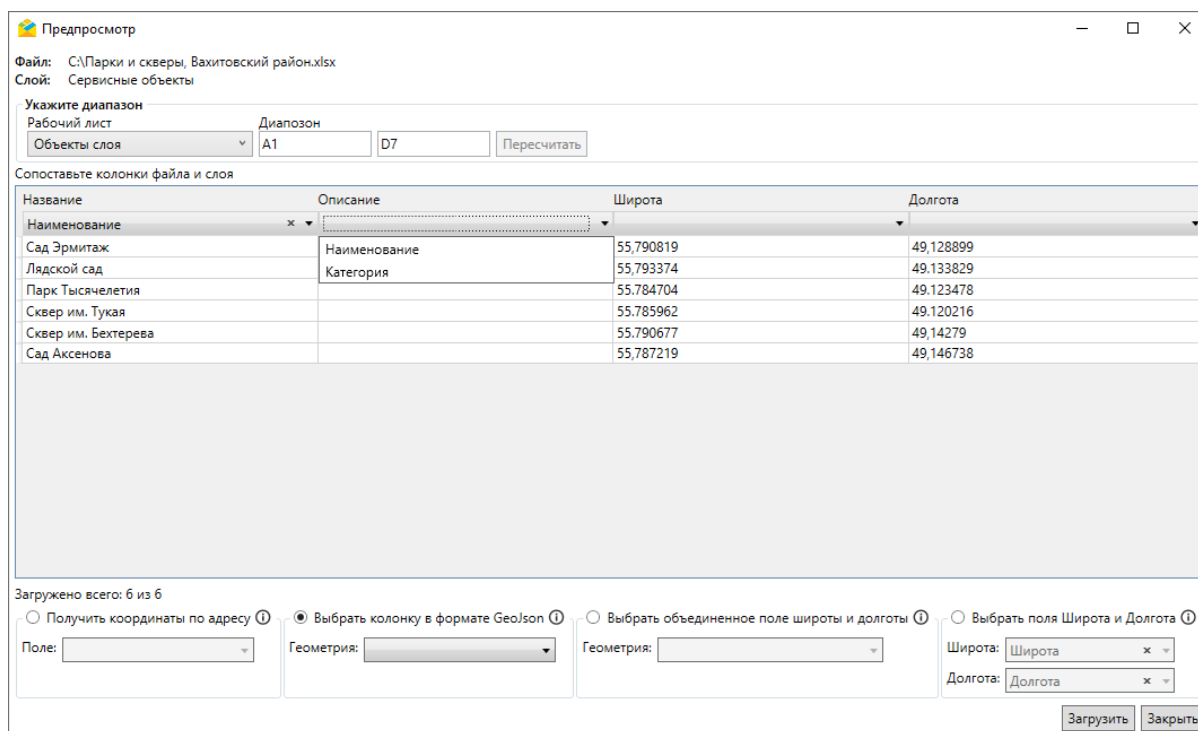 Предпросмотр
Файл: C:\Парки и скверы, Вахитовский район.xlsx
Слой: Сервисные объекты
Укажите диапазон
Рабочий лист Диапозон
Объекты слоя A1 D7 Пересчитать
Сопоставьте колонки файла и слоя
Название Описание Широта Долгота
Наименование
Сад Эрмитаж Наименование 55,790819 49,128899
Лядской сад Категория 55,793374 49.133829
Парк Тысячелетия 55.784704 49.123478
Сквер им. Тукая 55.785962 49.120216
Сквер им. Бехтерева 55.790677 49,14279
Сад Аксенова 55,787219 49,146738
Загружено всего: 6 из 6
Получить координаты по адресу Выбрать колонку в формате GeoJson Выбрать объединенное поле широты и долготы Выбрать поля Широта и Долгота
Поле: Геометрия: Геометрия: Широта: Широта
Долгота: Долгота
Загрузить Закрыть